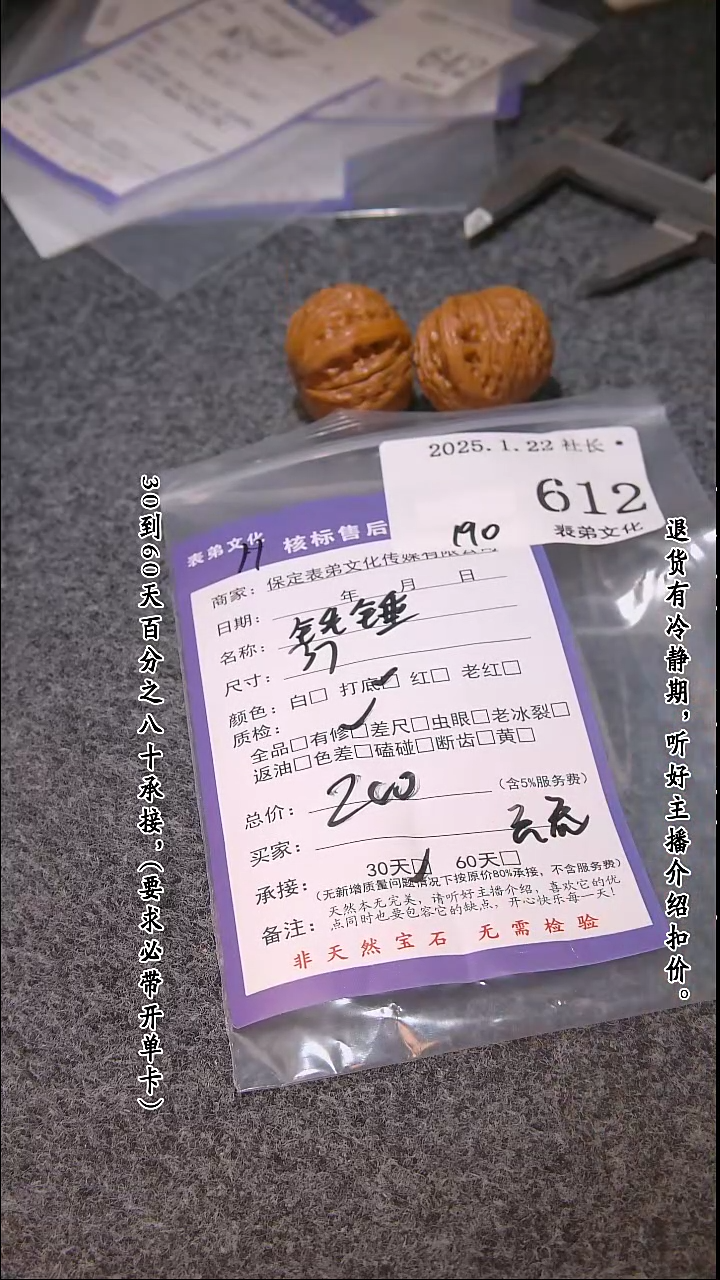 642
2025.1.22 社长
612
表弟文化
190
表弟文化 核标售后
商家：保定表弟文化传媒有限公司
日期： 年 月 日
名称： 锤
尺寸：
颜色：白□ 打底□ 红□ 老红□
质检：
全品□有修□差尺□虫眼□老冰裂□
返油□色差□磕碰□断齿□黄□
总价：200（含5%服务费）
买家：
承接：30天□ 60天□
（无新增质量问题情况下按原价80%承接，不含服务费）
备注：天然本无完美，请听好主播介绍，喜欢它的优
点同时也要包容它的缺点，开心快乐每一天！
非天然宝石 无需检验
30到60天百分之八十承接，（要求必带开单卡）
退货有冷静期，听好主播介绍扣价。